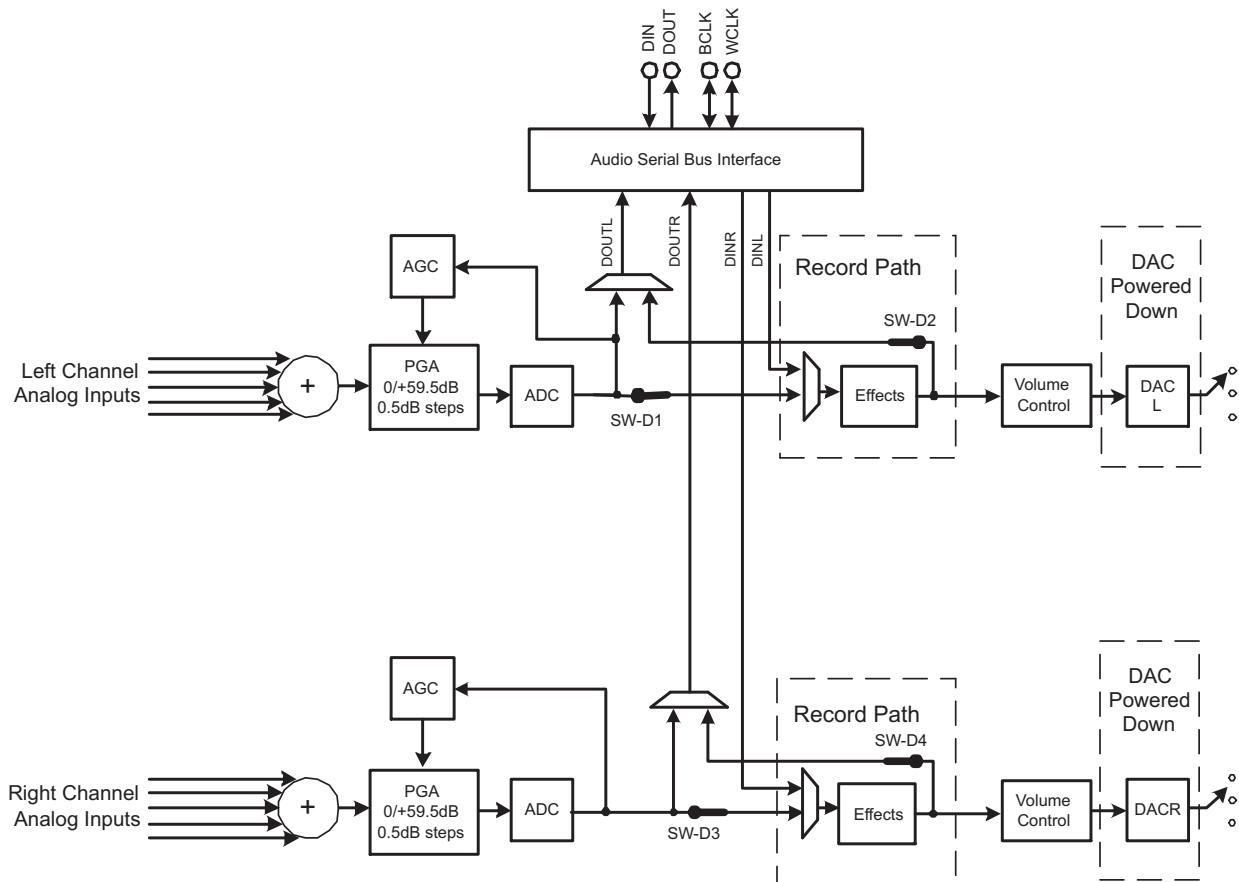 DIN
DOUT
BCLK
WCLK
Audio Serial Bus Interface
DOUTL
DOUTR
DINR
DINL
Record Path
DAC
Powered
Down
AGC
SW-D2
Left Channel
Analog Inputs
+
PGA
0/+59.5dB
0.5dB steps
ADC
SW-D1
Effects
Volume
Control
DAC
L
Record Path
DAC
Powered
Down
AGC
SW-D4
Right Channel
Analog Inputs
+
PGA
0/+59.5dB
0.5dB steps
ADC
SW-D3
Effects
Volume
Control
DACR